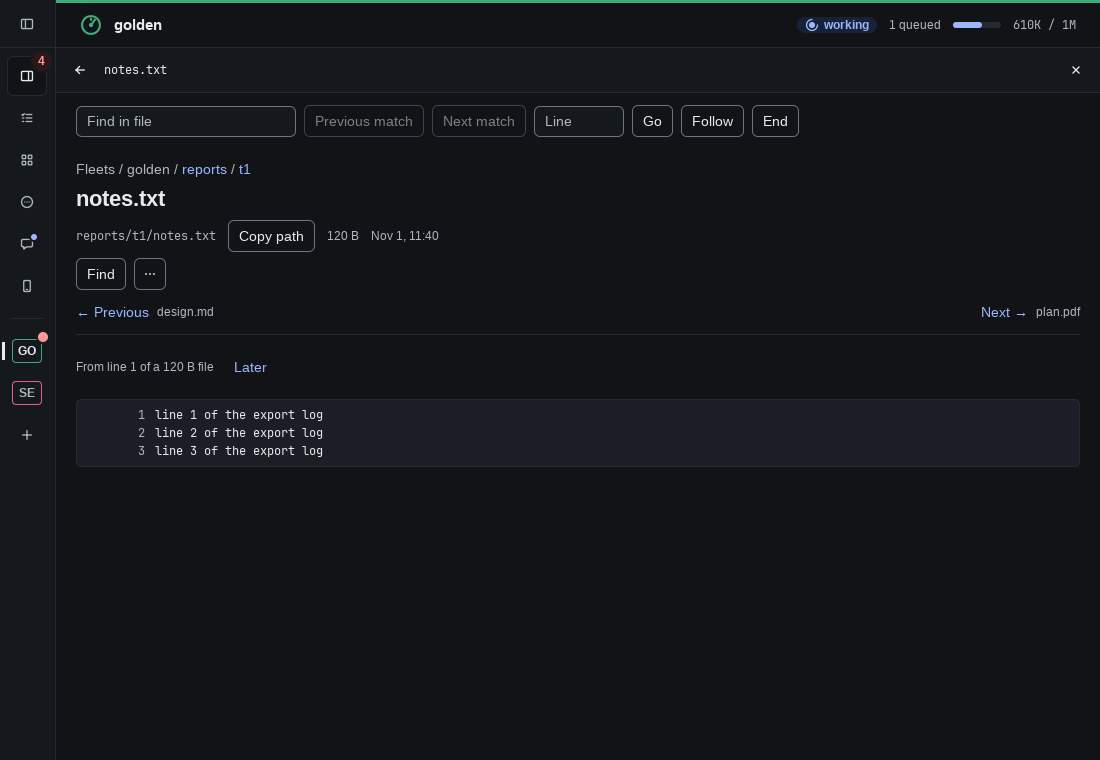 golden
working 1 queued 610K / 1M
4
notes.txt
Find in file Previous match Next match Line Go Follow End
Fleets / golden / reports / t1
notes.txt
reports/t1/notes.txt Copy path 120 B Nov 1, 11:40
Find ···
← Previous design.md Next → plan.pdf
GO
From line 1 of a 120 B file Later
SE
1 line 1 of the export log
2 line 2 of the export log
3 line 3 of the export log